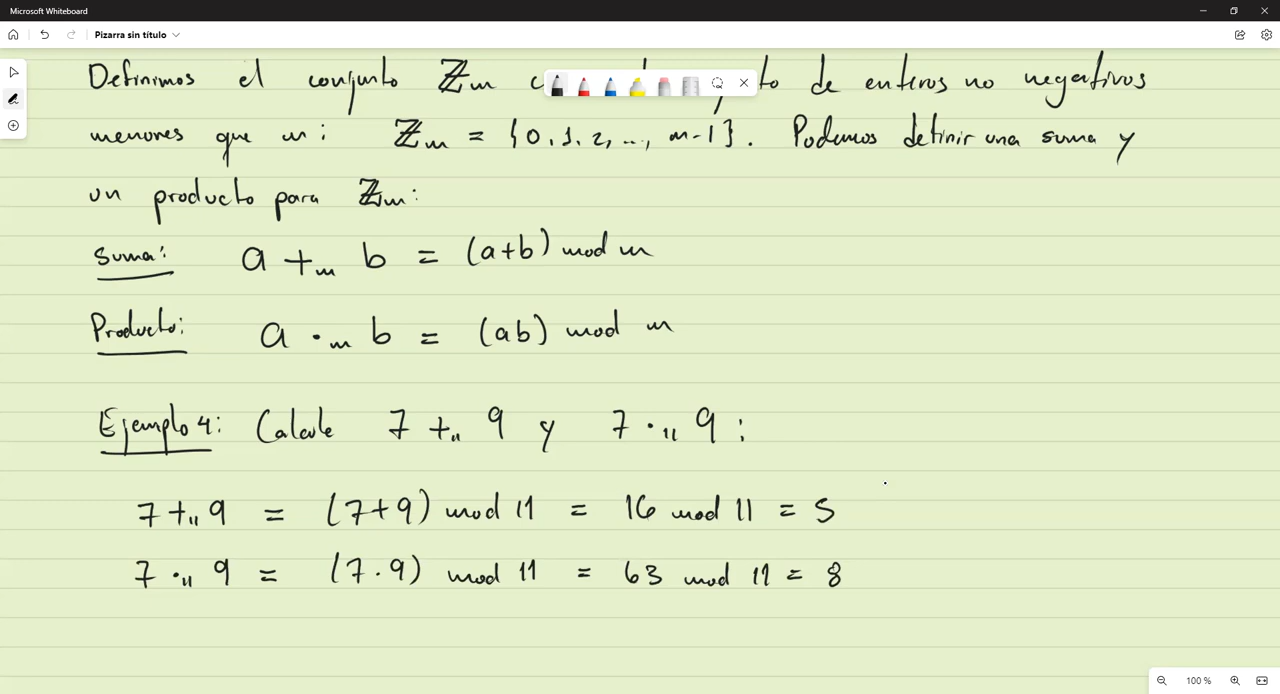 Microsoft Whiteboard
Pizarra sin título
Definimos el conjunto ℤm de enteros no negativos
menores que m: ℤm = {0, 1, 2, ..., m-1}. Podemos definir una suma y
un producto para ℤm:
Suma: a +m b = (a+b) mod m
Producto: a ·m b = (ab) mod m
Ejemplo 4: Calcule 7 +11 9 y 7 ·11 9:
7 +11 9 = (7+9) mod 11 = 16 mod 11 = 5
7 ·11 9 = (7·9) mod 11 = 63 mod 11 = 8
100 %